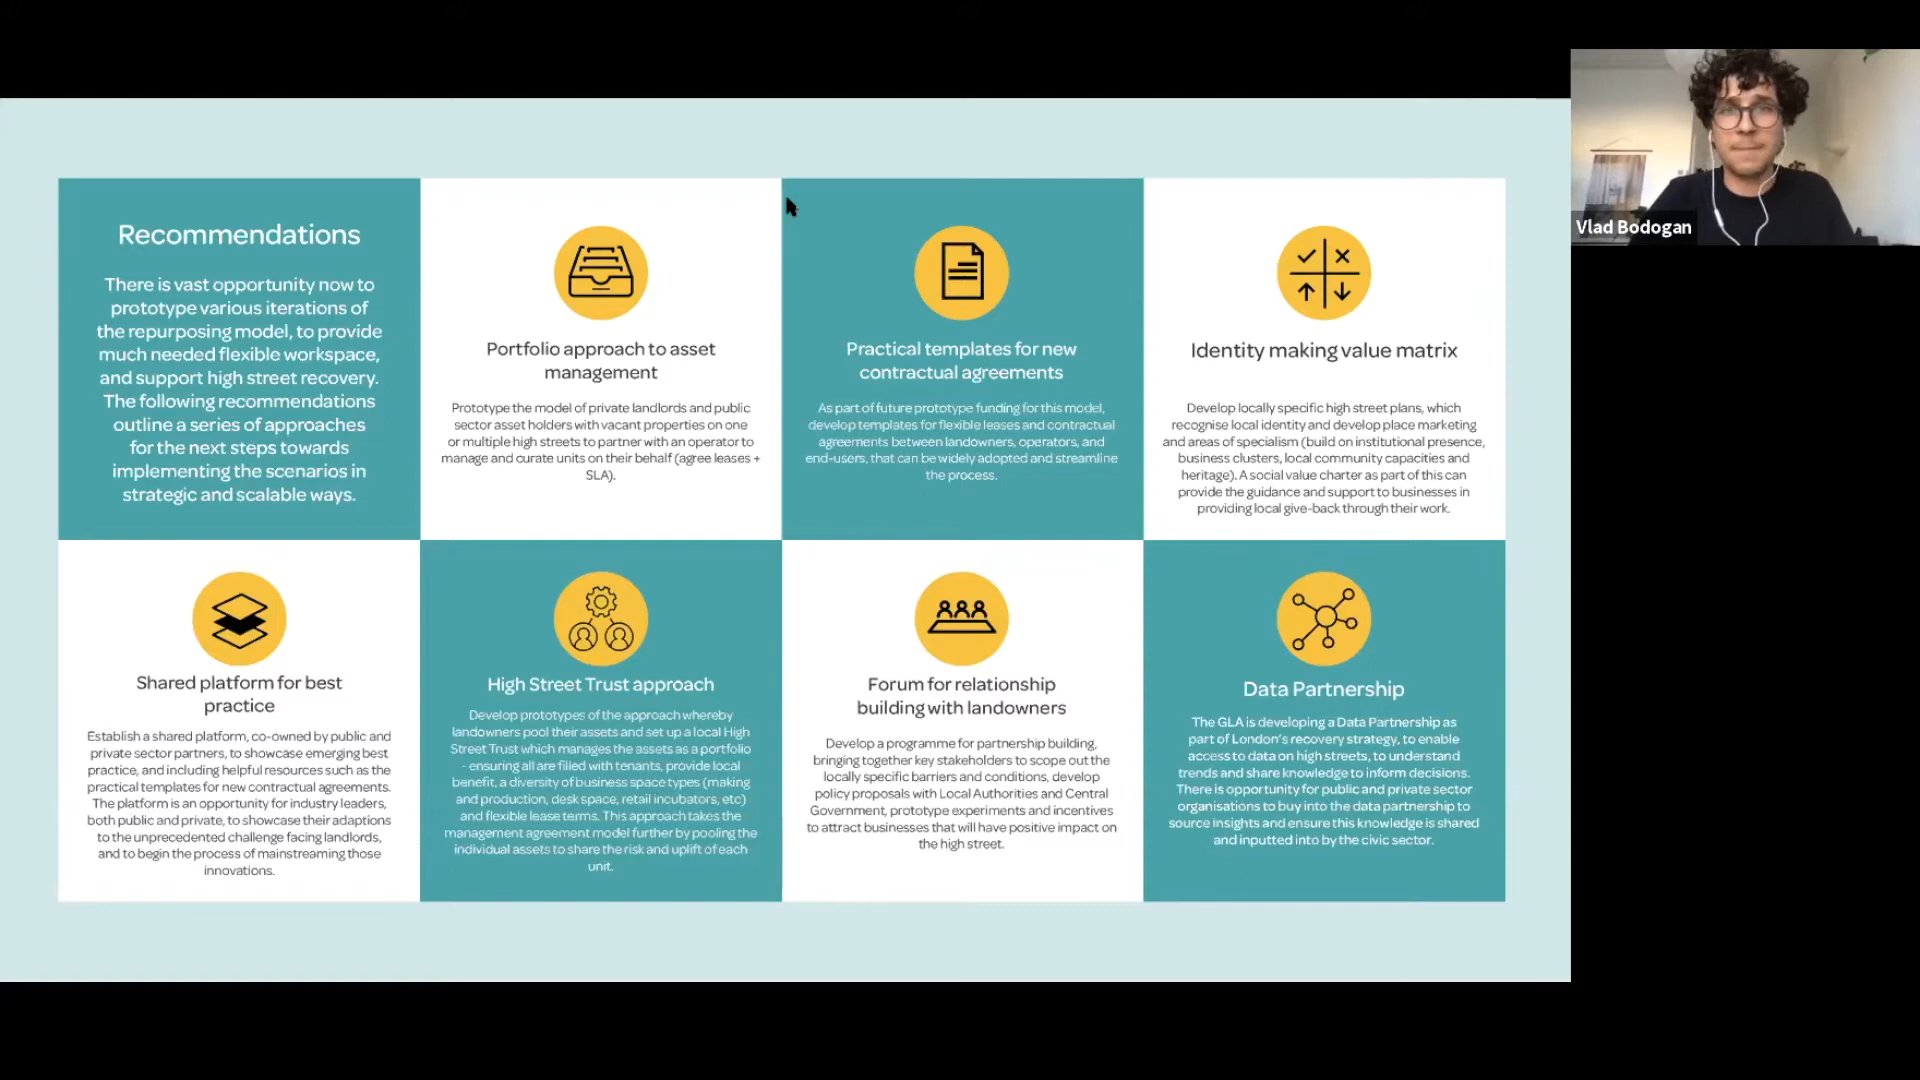 Recommendations
There is vast opportunity now to
prototype various iterations of
the repurposing model, to provide
much needed flexible workspace,
and support high street recovery.
The following recommendations
outline a series of approaches
for the next steps towards
implementing the scenarios in
strategic and scalable ways.
Portfolio approach to asset
management
Prototype the model of private landlords and public
sector asset holders with vacant properties on one
or multiple high streets to partner with an operator to
manage and curate units on their behalf (agree leases +
SLA).
Practical templates for new
contractual agreements
As part of future prototype funding for this model,
develop templates for flexible leases and contractual
agreements between landowners, operators, and
end-users, that can be widely adopted and streamline
the process.
Identity making value matrix
Develop locally specific high street plans, which
recognise local identity and develop place marketing
and areas of specialism (build on institutional presence,
business clusters, local community capacities and
heritage). A social value charter as part of this can
provide the guidance and support to businesses in
providing local give-back through their work.
Shared platform for best
practice
Establish a shared platform, co-owned by public and
private sector partners, to showcase emerging best
practice, and including helpful resources such as the
practical templates for new contractual agreements.
The platform is an opportunity for industry leaders,
both public and private, to showcase their adaptions
to the unprecedented challenge facing landlords,
and to begin the process of mainstreaming those
innovations.
High Street Trust approach
Develop prototypes of the approach whereby
landowners pool their assets and set up a local High
Street Trust which manages the assets as a portfolio
- ensuring all are filled with tenants, provide local
benefit, a diversity of business space types (making
and production, desk space, retail incubators, etc)
and flexible lease terms. This approach takes the
management agreement model further by pooling the
individual assets to share the risk and uplift of each
unit.
Forum for relationship
building with landowners
Develop a programme for partnership building,
bringing together key stakeholders to scope out the
locally specific barriers and conditions, develop
policy proposals with Local Authorities and Central
Government, prototype experiments and incentives
to attract businesses that will have positive impact on
the high street.
Data Partnership
The GLA is developing a Data Partnership as
part of London's recovery strategy, to enable
access to data on high streets, to understand
trends and share knowledge to inform decisions.
There is opportunity for public and private sector
organisations to buy into the data partnership to
source insights and ensure this knowledge is shared
and inputted into by the civic sector.
Vlad Bodogan